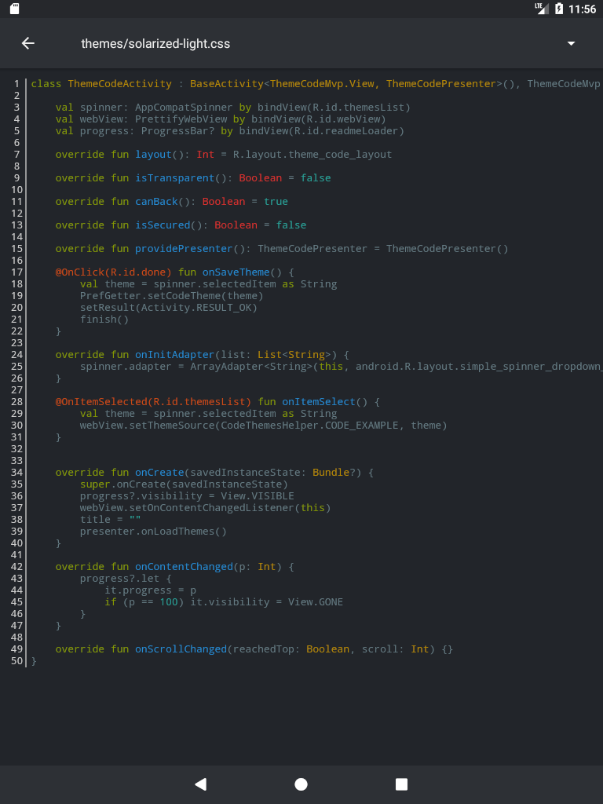 LTE 11:56
themes/solarized-light.css
1 class ThemeCodeActivity : BaseActivity<ThemeCodeMvp.View, ThemeCodePresenter>(), ThemeCodeMvp
2
3     val spinner: AppCompatSpinner by bindView(R.id.themesList)
4     val webView: PrettifyWebView by bindView(R.id.webView)
5     val progress: ProgressBar? by bindView(R.id.readmeLoader)
6
7     override fun layout(): Int = R.layout.theme_code_layout
8
9     override fun isTransparent(): Boolean = false
10
11     override fun canBack(): Boolean = true
12
13     override fun isSecured(): Boolean = false
14
15     override fun providePresenter(): ThemeCodePresenter = ThemeCodePresenter()
16
17     @OnClick(R.id.done) fun onSaveTheme() {
18         val theme = spinner.selectedItem as String
19         PrefGetter.setCodeTheme(theme)
20         setResult(Activity.RESULT_OK)
21         finish()
22     }
23
24     override fun onInitAdapter(list: List<String>) {
25         spinner.adapter = ArrayAdapter<String>(this, android.R.layout.simple_spinner_dropdown_
26     }
27
28     @OnItemSelected(R.id.themesList) fun onItemSelect() {
29         val theme = spinner.selectedItem as String
30         webView.setThemeSource(CodeThemesHelper.CODE_EXAMPLE, theme)
31     }
32
33
34     override fun onCreate(savedInstanceState: Bundle?) {
35         super.onCreate(savedInstanceState)
36         progress?.visibility = View.VISIBLE
37         webView.setOnContentChangedListener(this)
38         title = ""
39         presenter.onLoadThemes()
40     }
41
42     override fun onContentChanged(p: Int) {
43         progress?.let {
44             it.progress = p
45             if (p == 100) it.visibility = View.GONE
46         }
47     }
48
49     override fun onScrollChanged(reachedTop: Boolean, scroll: Int) {}
50 }